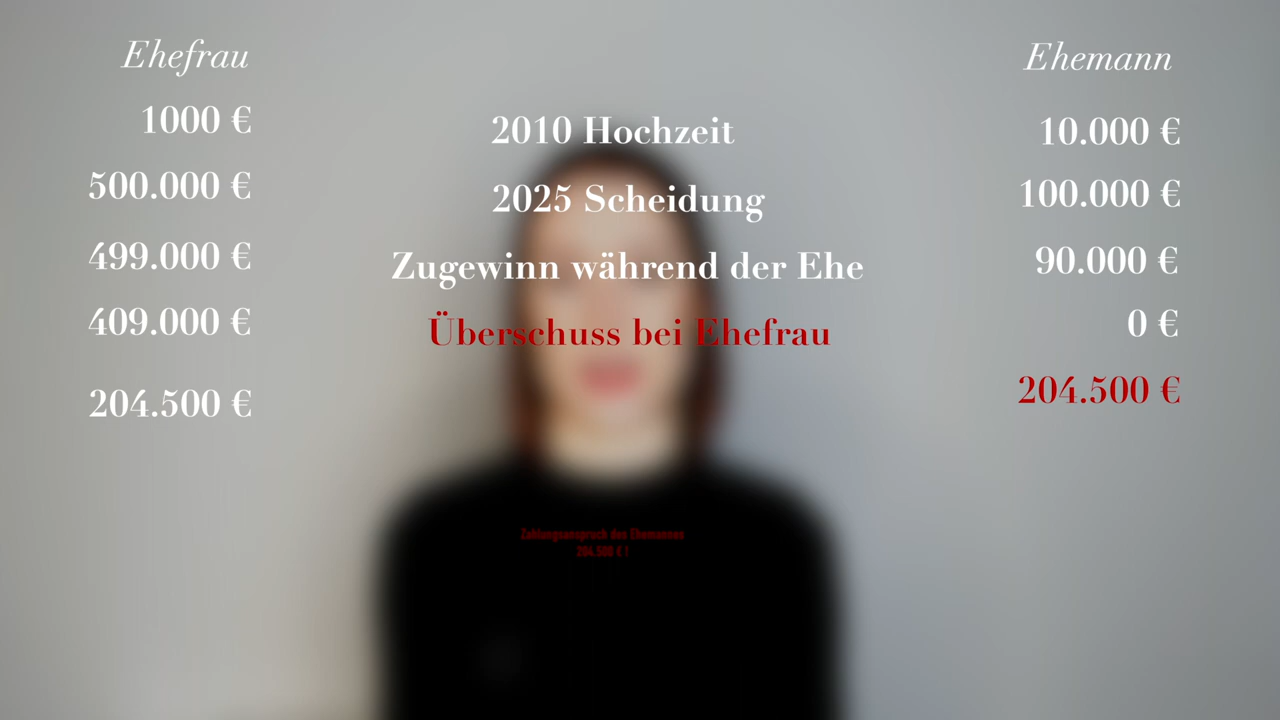 Ehefrau Ehemann
1000 € 2010 Hochzeit 10.000 €
500.000 € 2025 Scheidung 100.000 €
499.000 € Zugewinn während der Ehe 90.000 €
409.000 € Überschuss bei Ehefrau 0 €
204.500 € 204.500 €
Zahlungsanspruch des Ehemannes
204.500 € !